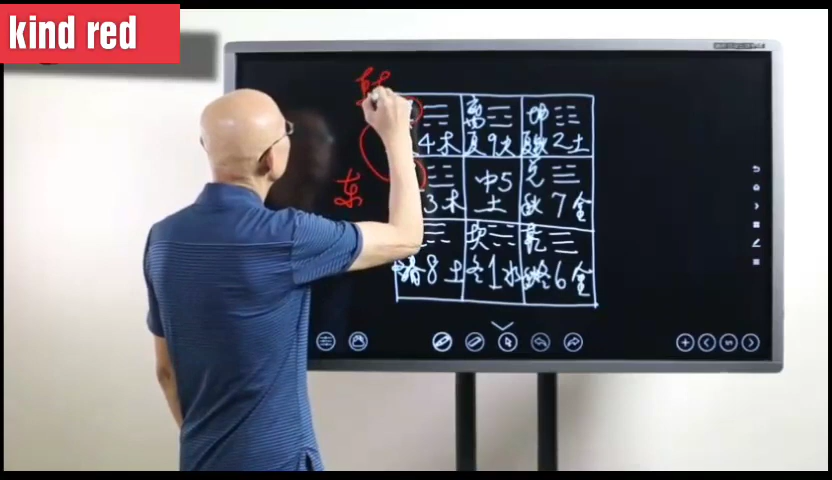 kind red
东
离 坤
4木 夏9火 2土
兑
3木 中5土 秋7金
坎 乾
8土 冬1水 6金